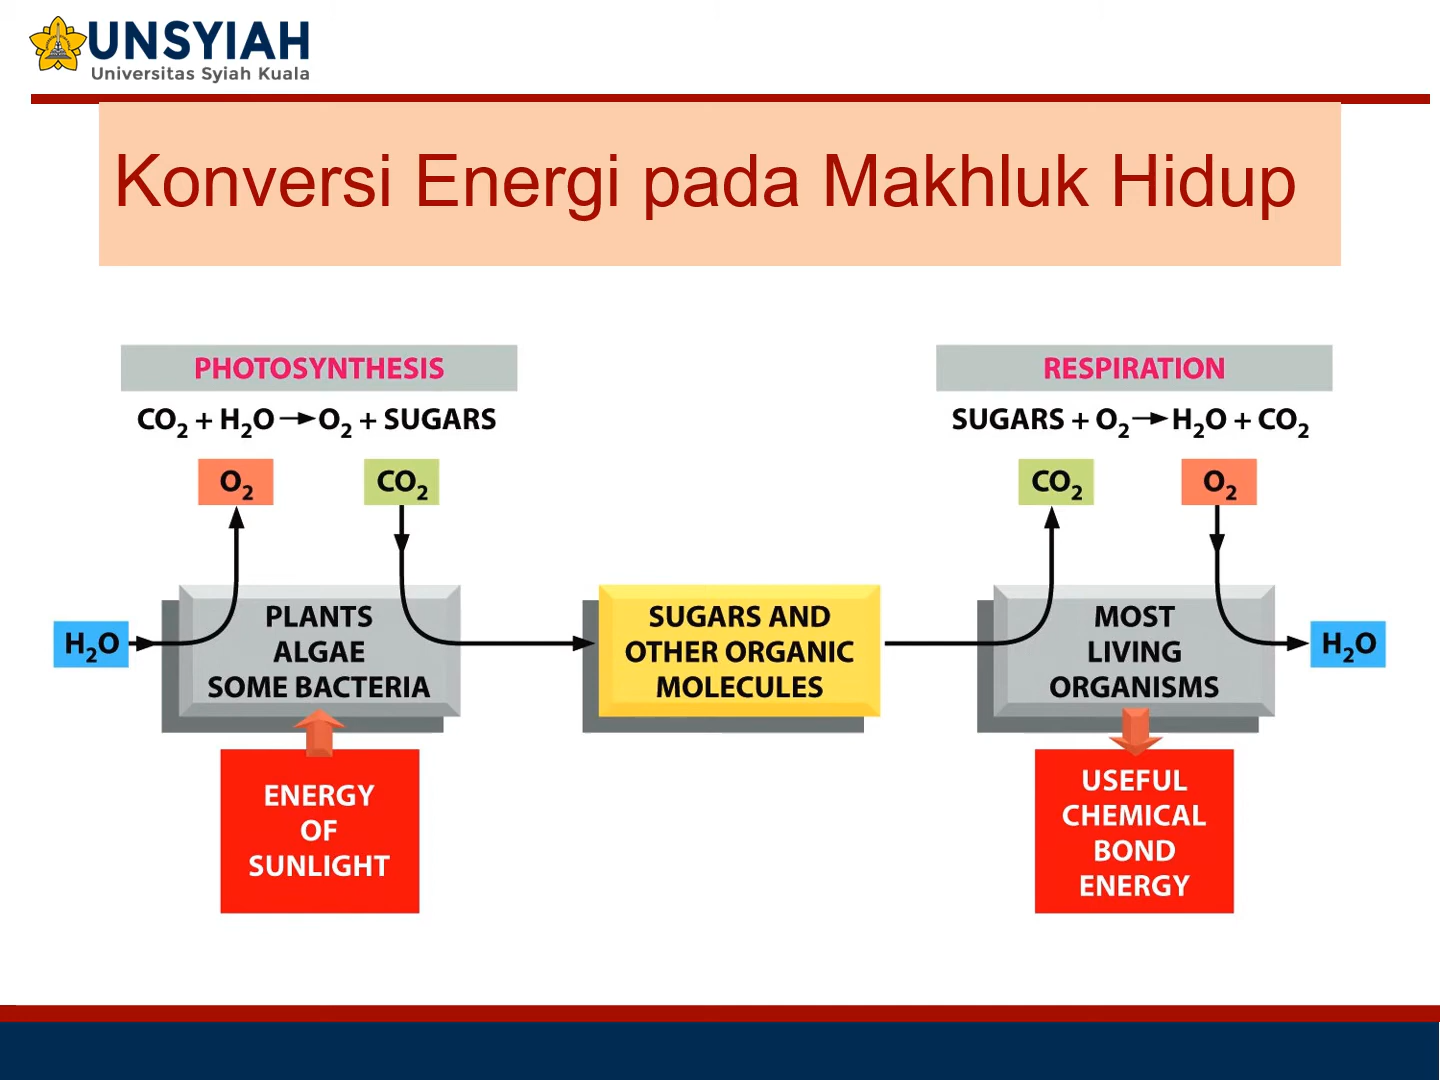 UNSYIAH
Universitas Syiah Kuala
Konversi Energi pada Makhluk Hidup
PHOTOSYNTHESIS
CO₂ + H₂O → O₂ + SUGARS
O₂
CO₂
H₂O
PLANTS
ALGAE
SOME BACTERIA
ENERGY
OF
SUNLIGHT
SUGARS AND
OTHER ORGANIC
MOLECULES
RESPIRATION
SUGARS + O₂ → H₂O + CO₂
CO₂
O₂
MOST
LIVING
ORGANISMS
H₂O
USEFUL
CHEMICAL
BOND
ENERGY